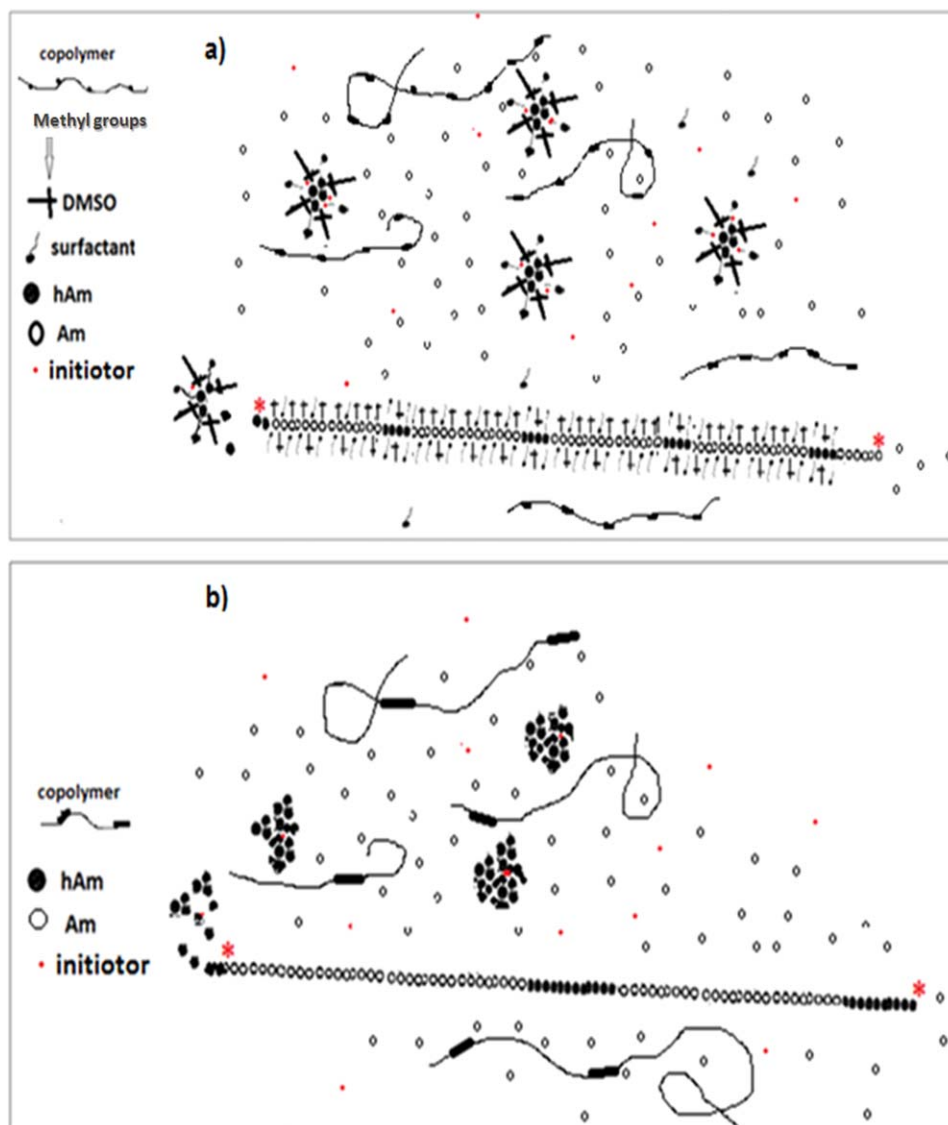 a)
copolymer
Methyl groups
DMSO
surfactant
hAm
Am
initiotor
b)
copolymer
hAm
Am
initiotor